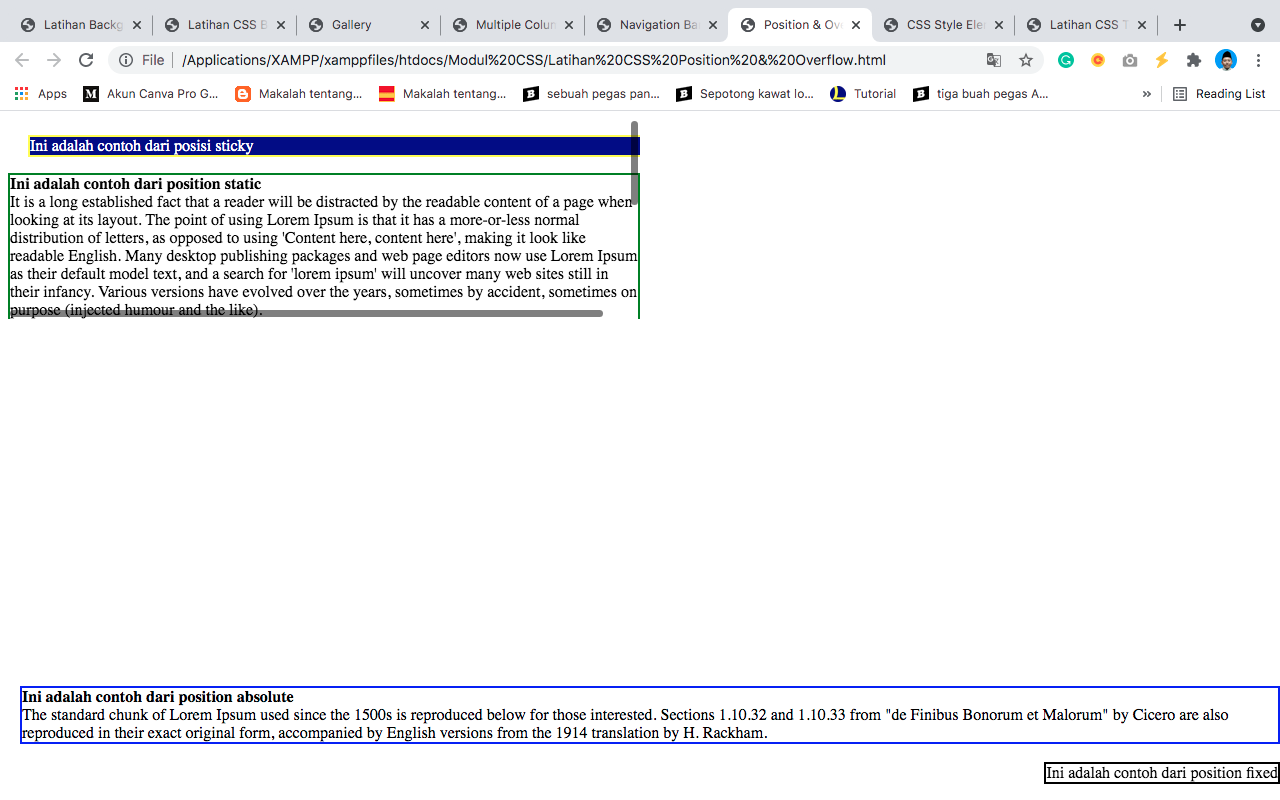 Latihan Backg
Latihan CSS B
Gallery
Multiple Colun
Navigation Ba
Position & Ove
CSS Style Eler
Latihan CSS T
File /Applications/XAMPP/xamppfiles/htdocs/Modul%20CSS/Latihan%20CSS%20Position%20&%20Overflow.html
Apps
Akun Canva Pro G...
Makalah tentang...
Makalah tentang...
sebuah pegas pan...
Sepotong kawat lo...
Tutorial
tiga buah pegas A...
»
Reading List
Ini adalah contoh dari posisi sticky
Ini adalah contoh dari position static
It is a long established fact that a reader will be distracted by the readable content of a page when
looking at its layout. The point of using Lorem Ipsum is that it has a more-or-less normal
distribution of letters, as opposed to using 'Content here, content here', making it look like
readable English. Many desktop publishing packages and web page editors now use Lorem Ipsum
as their default model text, and a search for 'lorem ipsum' will uncover many web sites still in
their infancy. Various versions have evolved over the years, sometimes by accident, sometimes on
purpose (injected humour and the like).
Ini adalah contoh dari position absolute
The standard chunk of Lorem Ipsum used since the 1500s is reproduced below for those interested. Sections 1.10.32 and 1.10.33 from "de Finibus Bonorum et Malorum" by Cicero are also
reproduced in their exact original form, accompanied by English versions from the 1914 translation by H. Rackham.
Ini adalah contoh dari position fixed